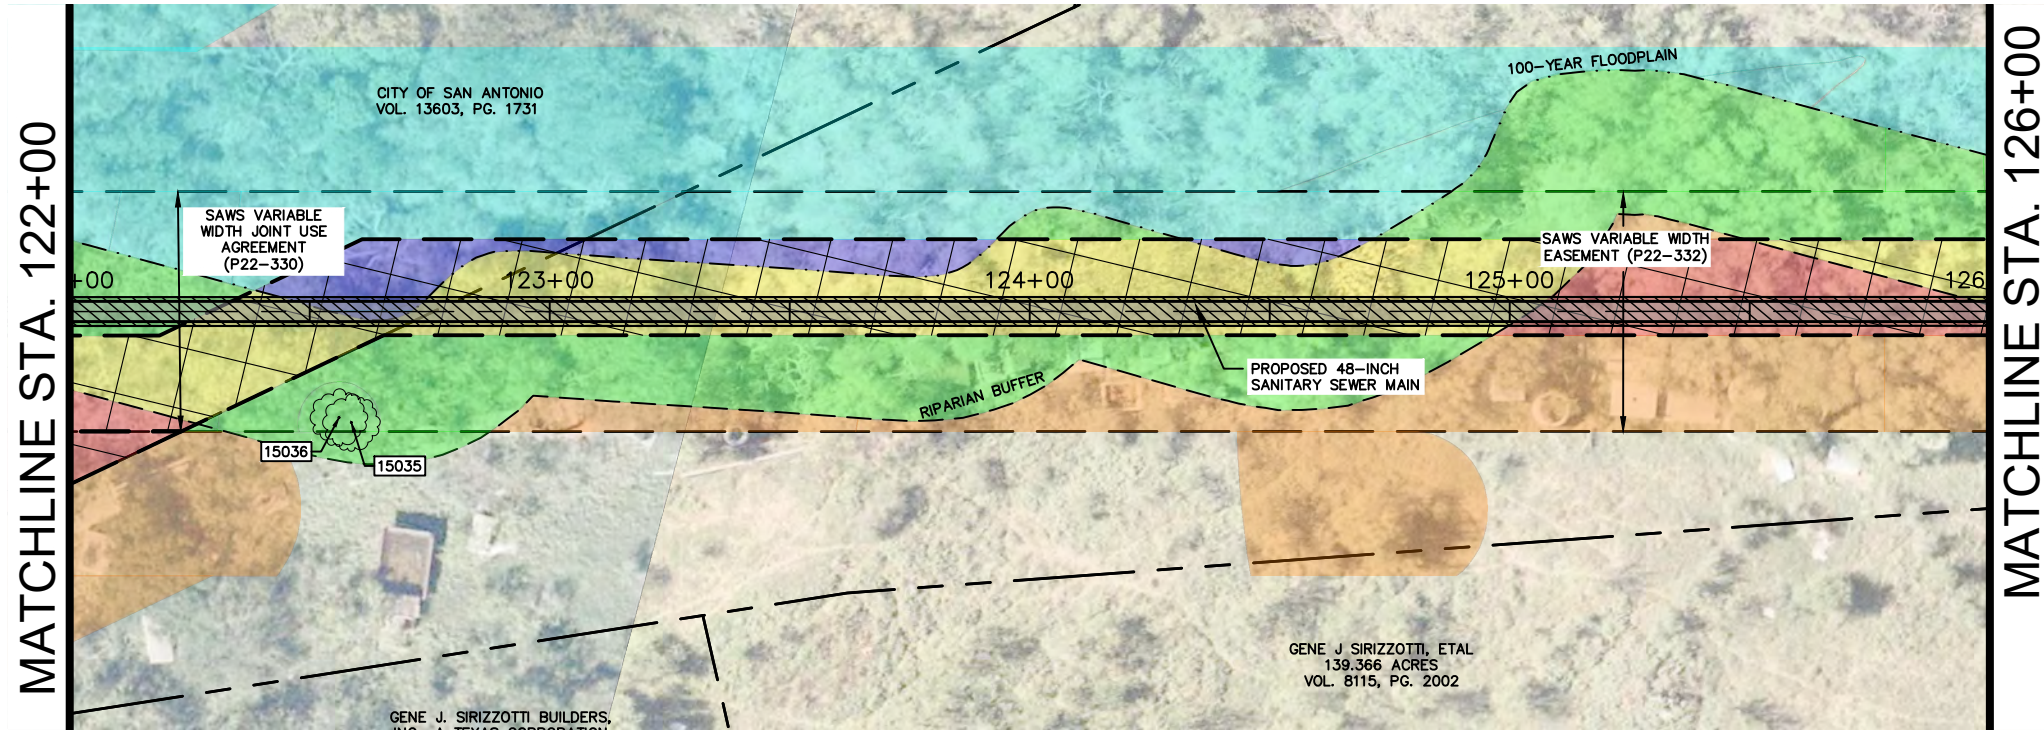 MATCHLINE STA. 122+00
CITY OF SAN ANTONIO
VOL. 13603, PG. 1731
100-YEAR FLOODPLAIN
SAWS VARIABLE
WIDTH JOINT USE
AGREEMENT
(P22-330)
SAWS VARIABLE WIDTH
EASEMENT (P22-332)
+00
123+00
124+00
125+00
126
PROPOSED 48-INCH
SANITARY SEWER MAIN
RIPARIAN BUFFER
15036
15035
GENE J SIRIZZOTTI, ETAL
139.366 ACRES
VOL. 8115, PG. 2002
GENE J. SIRIZZOTTI BUILDERS,
INC., A TEXAS CORPORATION
MATCHLINE STA. 126+00